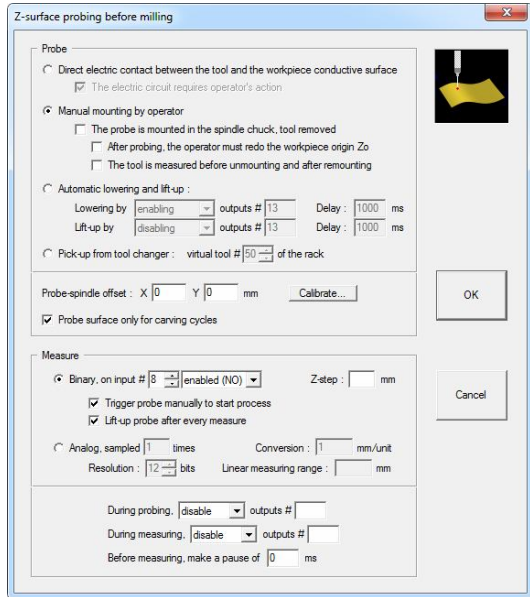 Z-surface probing before milling
Probe
Direct electric contact between the tool and the workpiece conductive surface
The electric circuit requires operator's action
Manual mounting by operator
The probe is mounted in the spindle chuck, tool removed
After probing, the operator must redo the workpiece origin Zo
The tool is measured before unmounting and after remounting
Automatic lowering and lift-up :
Lowering by enabling outputs # 13 Delay : 1000 ms
Lift-up by disabling outputs # 13 Delay : 1000 ms
Pick-up from tool changer : virtual tool # 50 of the rack
Probe-spindle offset : X 0 Y 0 mm Calibrate...
OK
Probe surface only for carving cycles
Measure
Binary, on input # 8 enabled (NO) Z-step : mm
Cancel
Trigger probe manually to start process
Lift-up probe after every measure
Analog, sampled 1 times Conversion : 1 mm/unit
Resolution : 12 bits Linear measuring range : mm
During probing, disable outputs #
During measuring, disable outputs #
Before measuring, make a pause of 0 ms